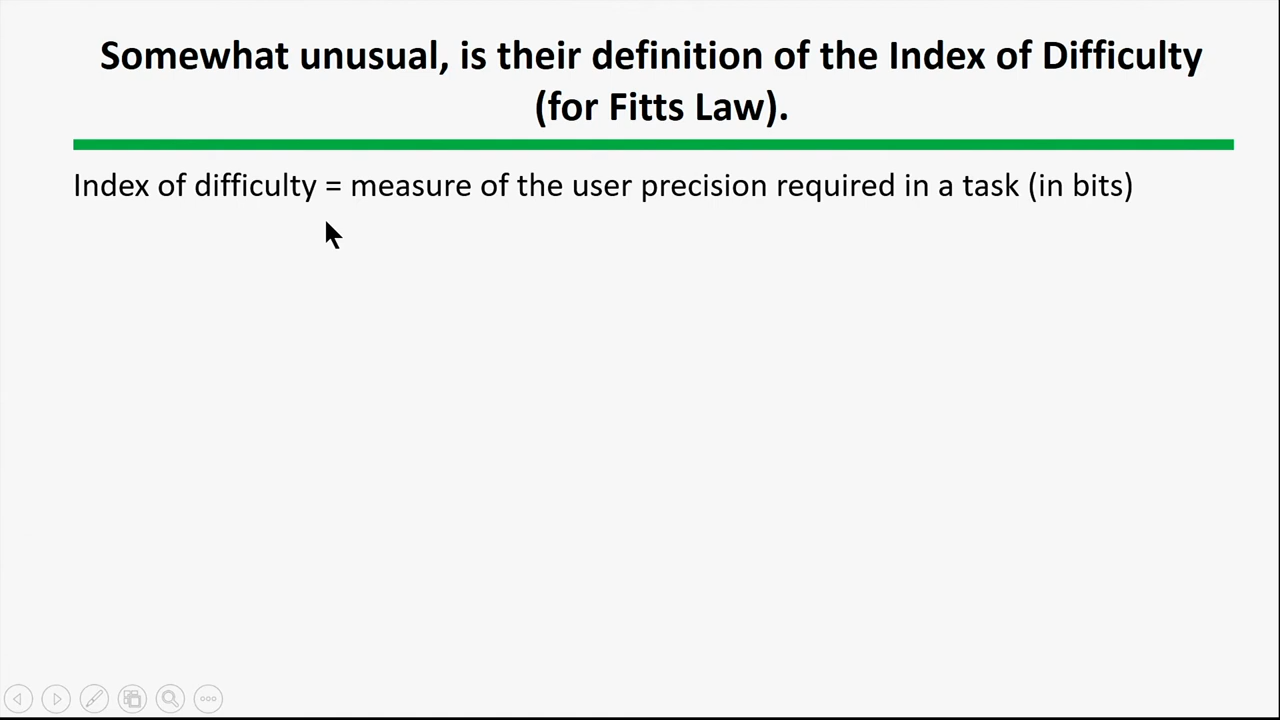 Somewhat unusual, is their definition of the Index of Difficulty
(for Fitts Law).
Index of difficulty = measure of the user precision required in a task (in bits)